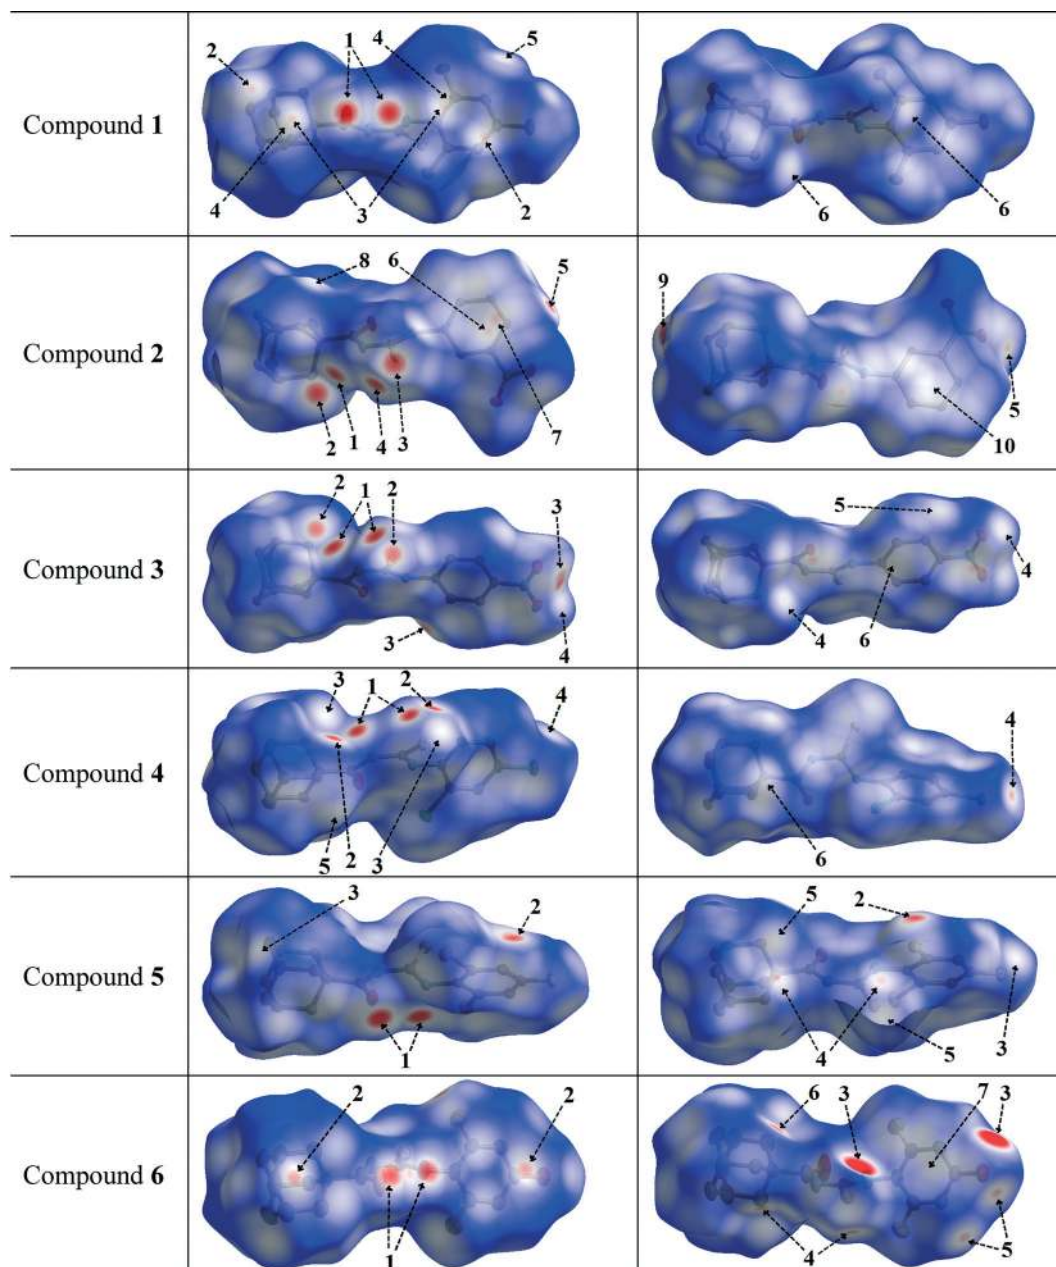 1 4 5
2
Compound 1
4 3 2
6 6
8 6 5
9
Compound 2
2 1 4 3 7
5
10
2 1 2
3
5
Compound 3
3 4
4 6
4
3 1 2
4
4
Compound 4
5 2 3
6
3
2
5 2
Compound 5
1
4 5 3
2 2
6 3 7 3
Compound 6
1
4 5